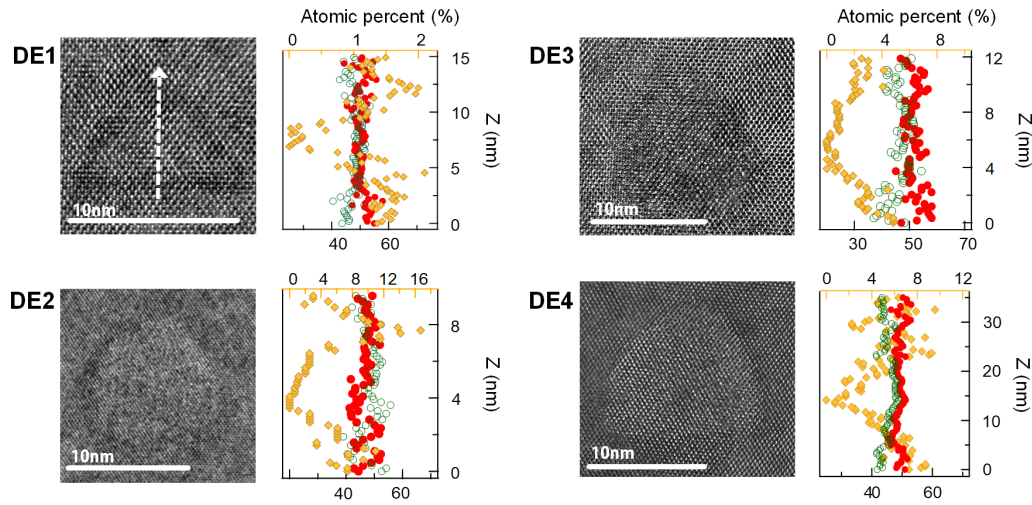 Atomic percent (%)
Atomic percent (%)
DE1
0 1 2
15
10
5
0
Z (nm)
10nm
40 60
DE3
0 4 8
12
8
4
0
Z (nm)
10nm
30 50 70
DE2
0 4 8 12 16
8
4
0
Z (nm)
10nm
40 60
DE4
0 4 8 12
30
20
10
0
Z (nm)
10nm
40 60